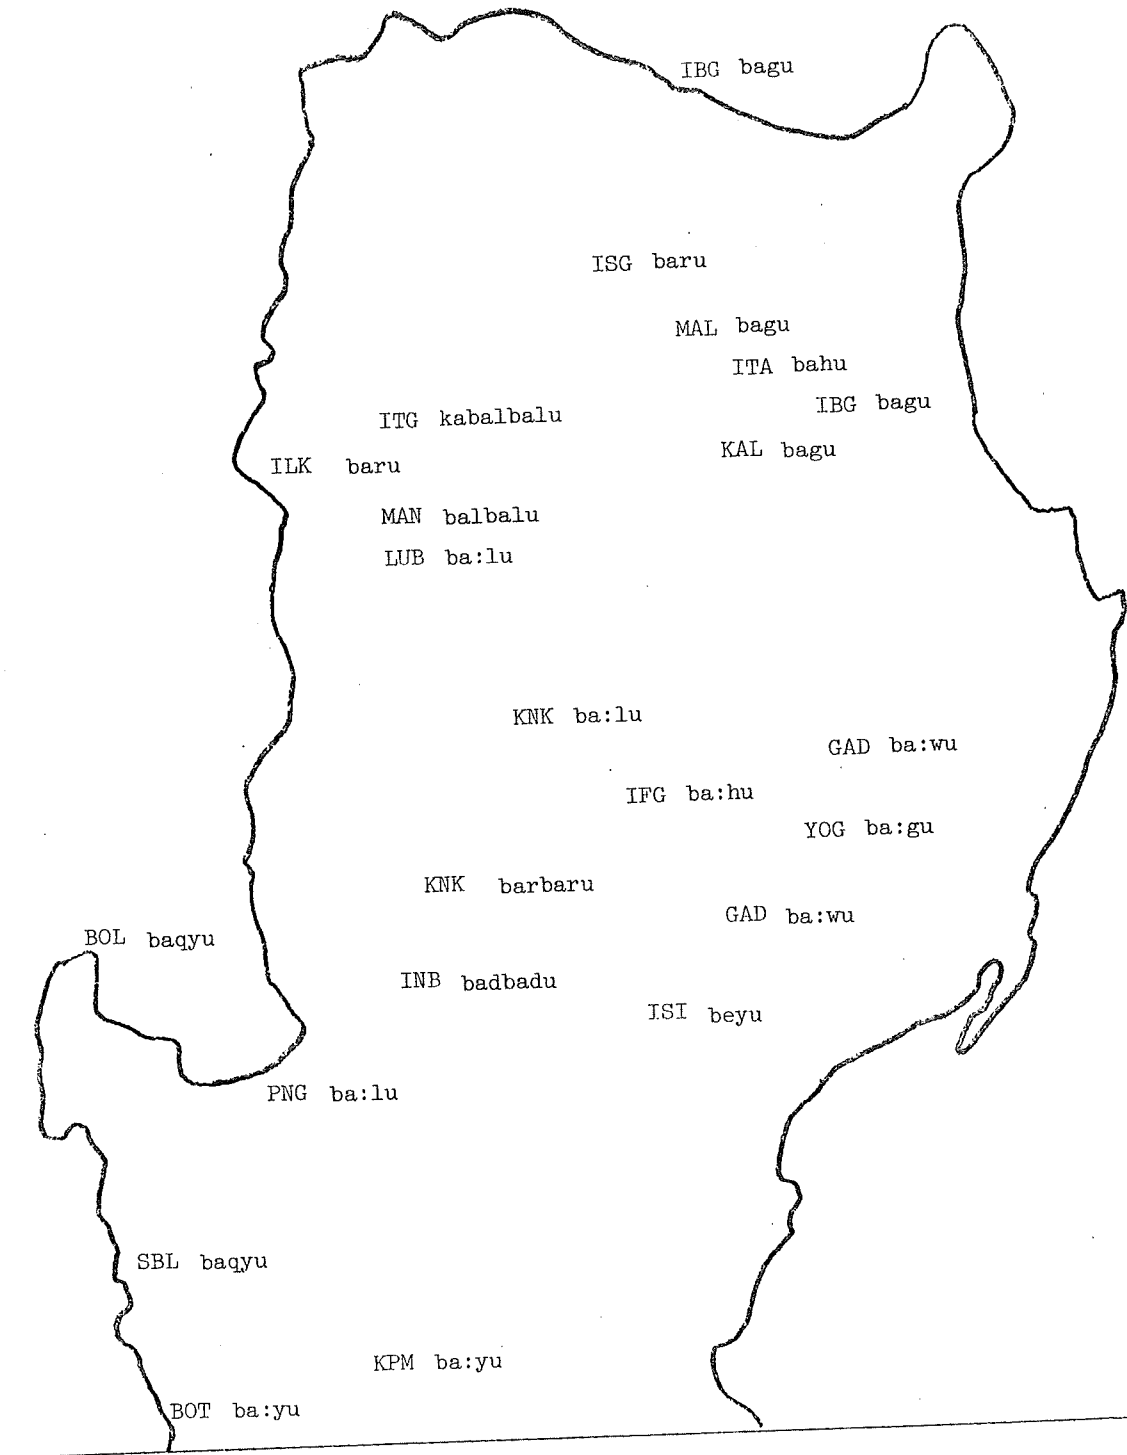 IBG bagu
ISG baru
MAL bagu
ITA bahu
IBG bagu
ITG kabalbalu
KAL bagu
ILK baru
MAN balbalu
LUB ba:lu
KNK ba:lu
GAD ba:wu
IFG ba:hu
YOG ba:gu
KNK barbaru
GAD ba:wu
BOL baqyu
INB badbadu
ISI beyu
PNG ba:lu
SBL baqyu
KPM ba:yu
BOT ba:yu